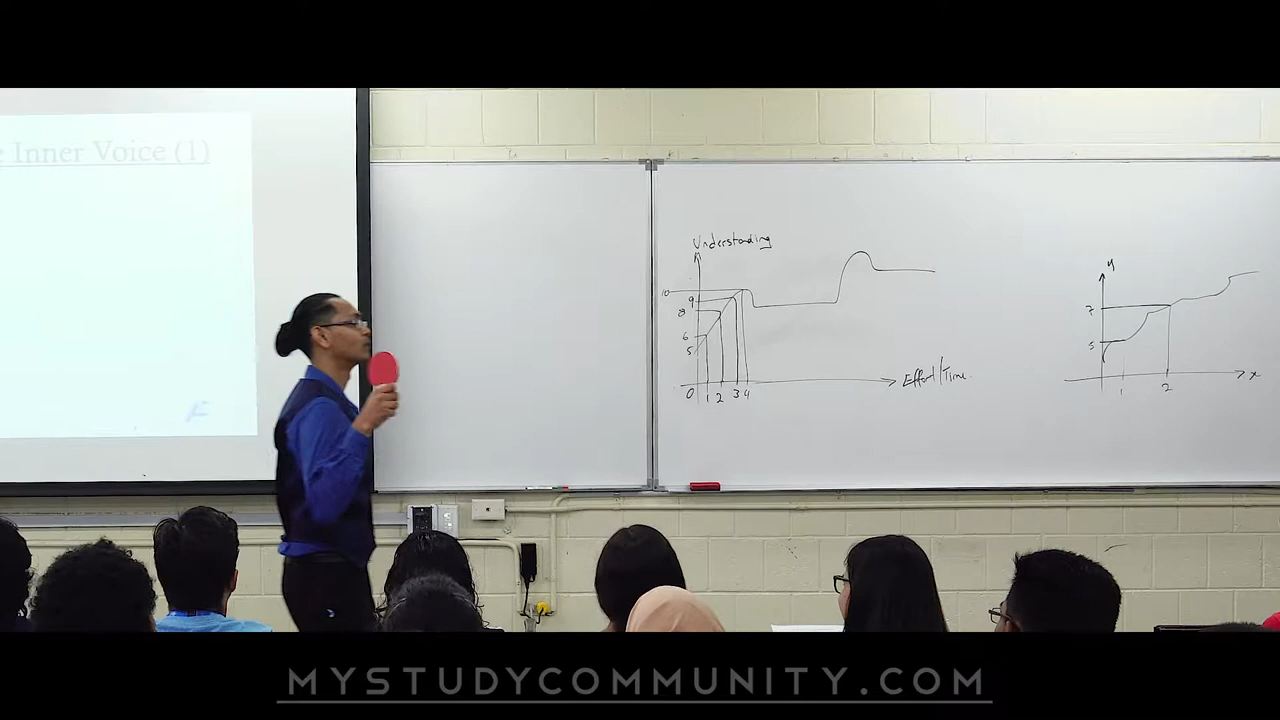 e Inner Voice (1)
F
Understanding
10
9
8
6
5
0 1 2 3 4
Effort/Time
y
7
5
1 2
x
MYSTUDYCOMMUNITY.COM